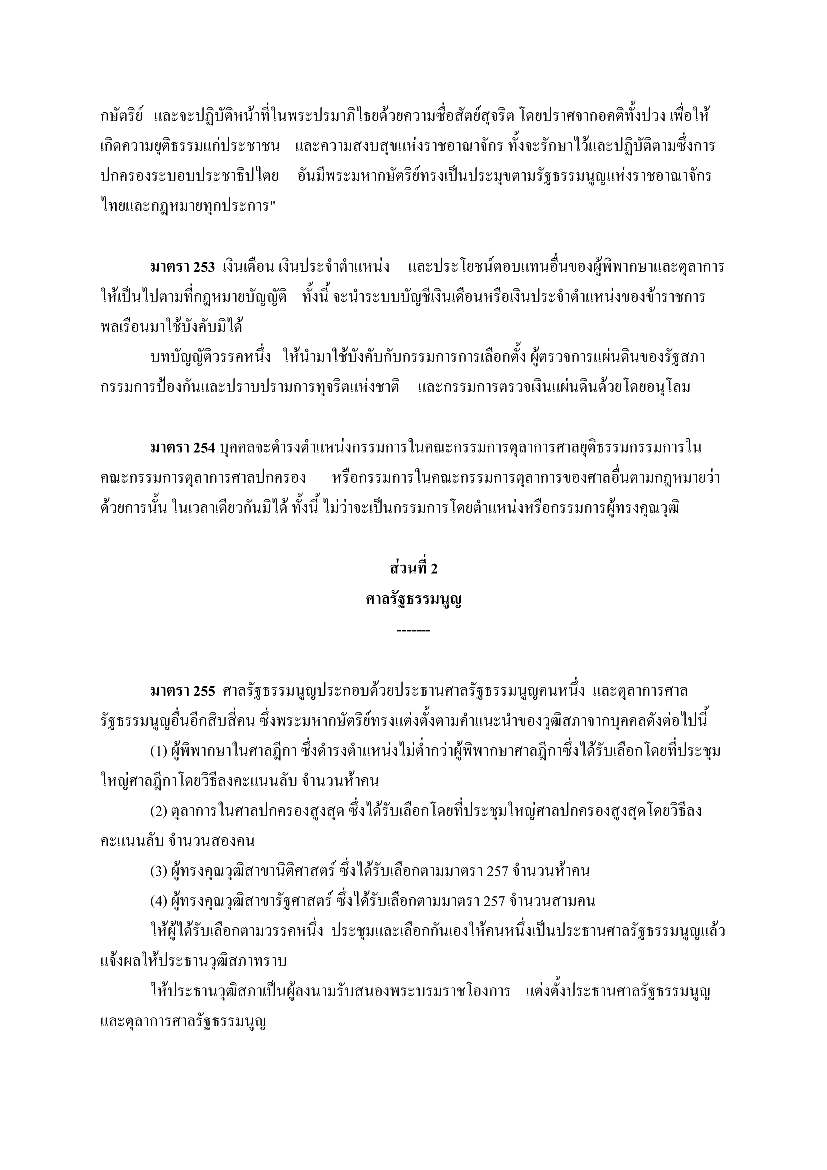 กษัตริย์ และจะปฏิบัติหน้าที่ในพระปรมาภิไธยด้วยความซื่อสัตย์สุจริต โดยปราศจากอคติทั้งปวง เพื่อให้
เกิดความยุติธรรมแก่ประชาชน และความสงบสุขแห่งราชอาณาจักร ทั้งจะรักษาไว้และปฏิบัติตามซึ่งการ
ปกครองระบอบประชาธิปไตย อันมีพระมหากษัตริย์ทรงเป็นประมุขตามรัฐธรรมนูญแห่งราชอาณาจักร
ไทยและกฎหมายทุกประการ"
มาตรา 253 เงินเดือน เงินประจำตำแหน่ง และประโยชน์ตอบแทนอื่นของผู้พิพากษาและตุลาการ
ให้เป็นไปตามที่กฎหมายบัญญัติ ทั้งนี้ จะนำระบบบัญชีเงินเดือนหรือเงินประจำตำแหน่งของข้าราชการ
พลเรือนมาใช้บังคับมิได้
บทบัญญัติวรรคหนึ่ง ให้นำมาใช้บังคับกับกรรมการการเลือกตั้ง ผู้ตรวจการแผ่นดินของรัฐสภา
กรรมการป้องกันและปราบปรามการทุจริตแห่งชาติ และกรรมการตรวจเงินแผ่นดินด้วยโดยอนุโลม
มาตรา 254 บุคคลจะดำรงตำแหน่งกรรมการในคณะกรรมการตุลาการศาลยุติธรรมกรรมการใน
คณะกรรมการตุลาการศาลปกครอง หรือกรรมการในคณะกรรมการตุลาการของศาลอื่นตามกฎหมายว่า
ด้วยการนั้น ในเวลาเดียวกันมิได้ ทั้งนี้ ไม่ว่าจะเป็นกรรมการโดยตำแหน่งหรือกรรมการผู้ทรงคุณวุฒิ
ส่วนที่ 2
ศาลรัฐธรรมนูญ
-------
มาตรา 255 ศาลรัฐธรรมนูญประกอบด้วยประธานศาลรัฐธรรมนูญคนหนึ่ง และตุลาการศาล
รัฐธรรมนูญอื่นอีกสิบสี่คน ซึ่งพระมหากษัตริย์ทรงแต่งตั้งตามคำแนะนำของวุฒิสภาจากบุคคลดังต่อไปนี้
(1) ผู้พิพากษาในศาลฎีกา ซึ่งดำรงตำแหน่งไม่ต่ำกว่าผู้พิพากษาศาลฎีกาซึ่งได้รับเลือกโดยที่ประชุม
ใหญ่ศาลฎีกาโดยวิธีลงคะแนนลับ จำนวนห้าคน
(2) ตุลาการในศาลปกครองสูงสุด ซึ่งได้รับเลือกโดยที่ประชุมใหญ่ศาลปกครองสูงสุดโดยวิธีลง
คะแนนลับ จำนวนสองคน
(3) ผู้ทรงคุณวุฒิสาขานิติศาสตร์ ซึ่งได้รับเลือกตามมาตรา 257 จำนวนห้าคน
(4) ผู้ทรงคุณวุฒิสาขารัฐศาสตร์ ซึ่งได้รับเลือกตามมาตรา 257 จำนวนสามคน
ให้ผู้ได้รับเลือกตามวรรคหนึ่ง ประชุมและเลือกกันเองให้คนหนึ่งเป็นประธานศาลรัฐธรรมนูญแล้ว
แจ้งผลให้ประธานวุฒิสภาทราบ
ให้ประธานวุฒิสภาเป็นผู้ลงนามรับสนองพระบรมราชโองการ แต่งตั้งประธานศาลรัฐธรรมนูญ
และตุลาการศาลรัฐธรรมนูญ